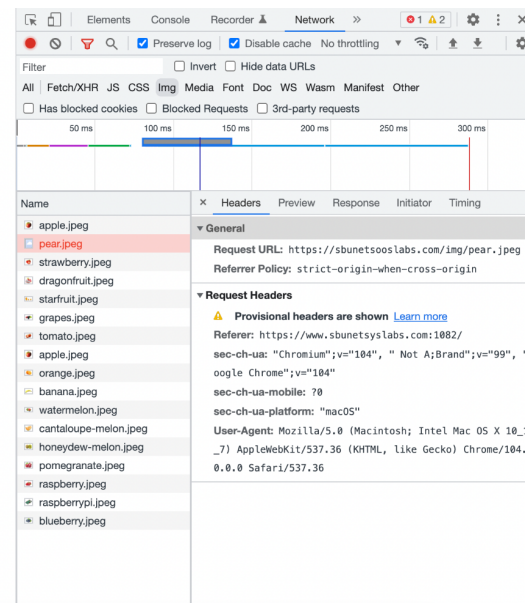 Elements Console Recorder Network » 1 2
Preserve log Disable cache No throttling
Filter Invert Hide data URLs
All Fetch/XHR JS CSS Img Media Font Doc WS Wasm Manifest Other
Has blocked cookies Blocked Requests 3rd-party requests
50 ms 100 ms 150 ms 200 ms 250 ms 300 ms
Name
apple.jpeg
pear.jpeg
strawberry.jpeg
dragonfruit.jpeg
starfruit.jpeg
grapes.jpeg
tomato.jpeg
apple.jpeg
orange.jpeg
banana.jpeg
watermelon.jpeg
cantaloupe-melon.jpeg
honeydew-melon.jpeg
pomegranate.jpeg
raspberry.jpeg
raspberrypi.jpeg
blueberry.jpeg
× Headers Preview Response Initiator Timing
General
Request URL: https://sbunetsooslabs.com/img/pear.jpeg
Referrer Policy: strict-origin-when-cross-origin
Request Headers
Provisional headers are shown Learn more
Referer: https://www.sbunetsyslabs.com:1082/
sec-ch-ua: "Chromium";v="104", " Not A;Brand";v="99", "
oogle Chrome";v="104"
sec-ch-ua-mobile: ?0
sec-ch-ua-platform: "macOS"
User-Agent: Mozilla/5.0 (Macintosh; Intel Mac OS X 10_
_7) AppleWebKit/537.36 (KHTML, like Gecko) Chrome/104.
0.0.0 Safari/537.36